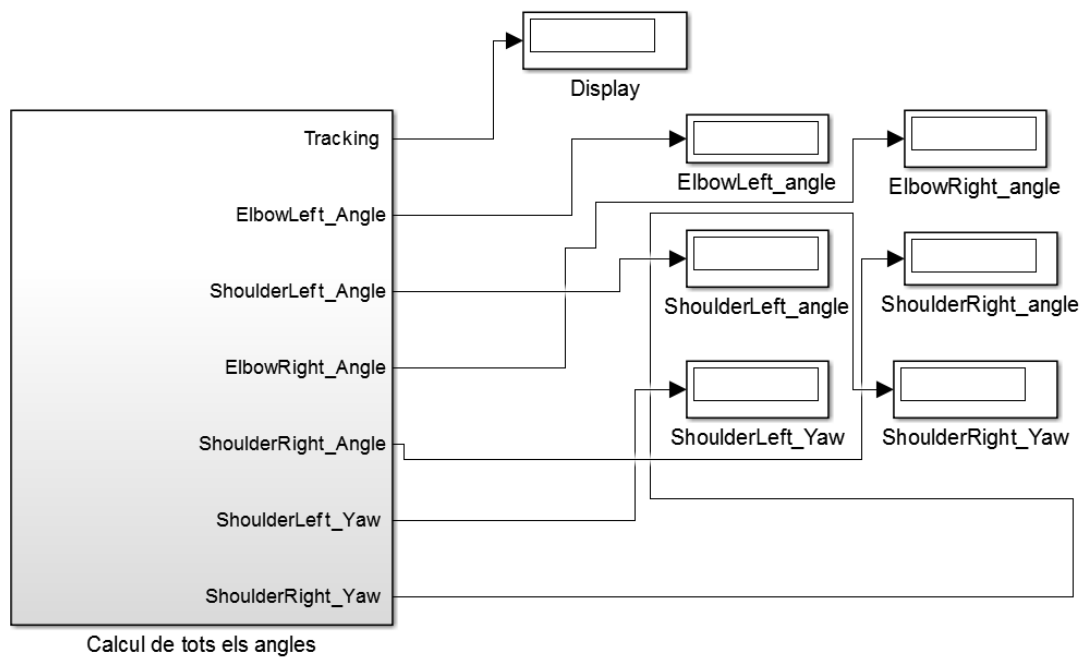 Display
Tracking
ElbowLeft_angle
ElbowRight_angle
ElbowLeft_Angle
ShoulderLeft_Angle
ShoulderLeft_angle
ShoulderRight_angle
ElbowRight_Angle
ShoulderRight_Angle
ShoulderLeft_Yaw
ShoulderRight_Yaw
ShoulderLeft_Yaw
ShoulderRight_Yaw
Calcul de tots els angles